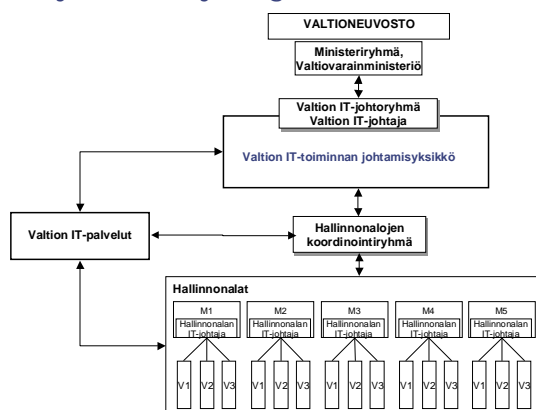 VALTIONEUVOSTO
Ministeriryhmä,
Valtiovarainministeriö
Valtion IT-johtoryhmä
Valtion IT-johtaja
Valtion IT-toiminnan johtamisyksikkö
Valtion IT-palvelut
Hallinnonalojen
koordinointiryhmä
Hallinnonalat
M1
Hallinnonalan
IT-johtaja
M2
Hallinnonalan
IT-johtaja
M3
Hallinnonalan
IT-johtaja
M4
Hallinnonalan
IT-johtaja
M5
Hallinnonalan
IT-johtaja
V1 V2 V3 V1 V2 V3 V1 V2 V3 V1 V2 V3 V1 V2 V3